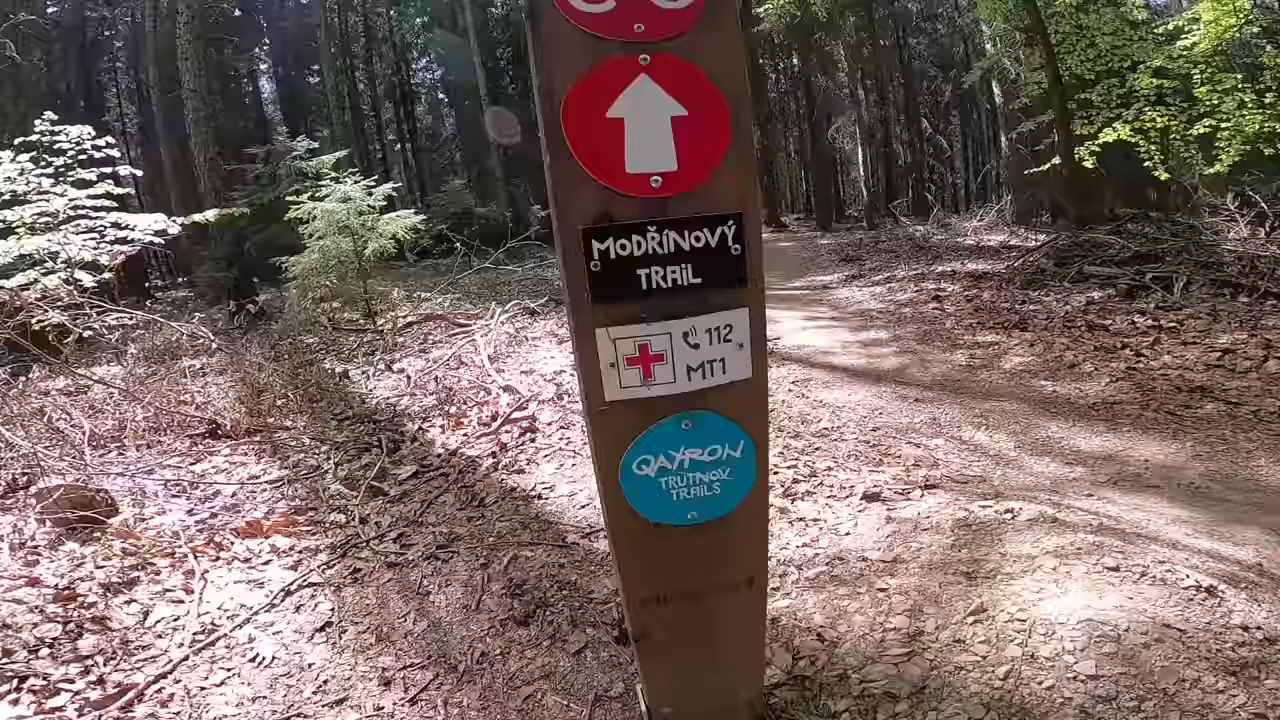 MODŘÍNOVÝ
TRAIL
112
MT1
QAYRON
TRUTNOV
TRAILS